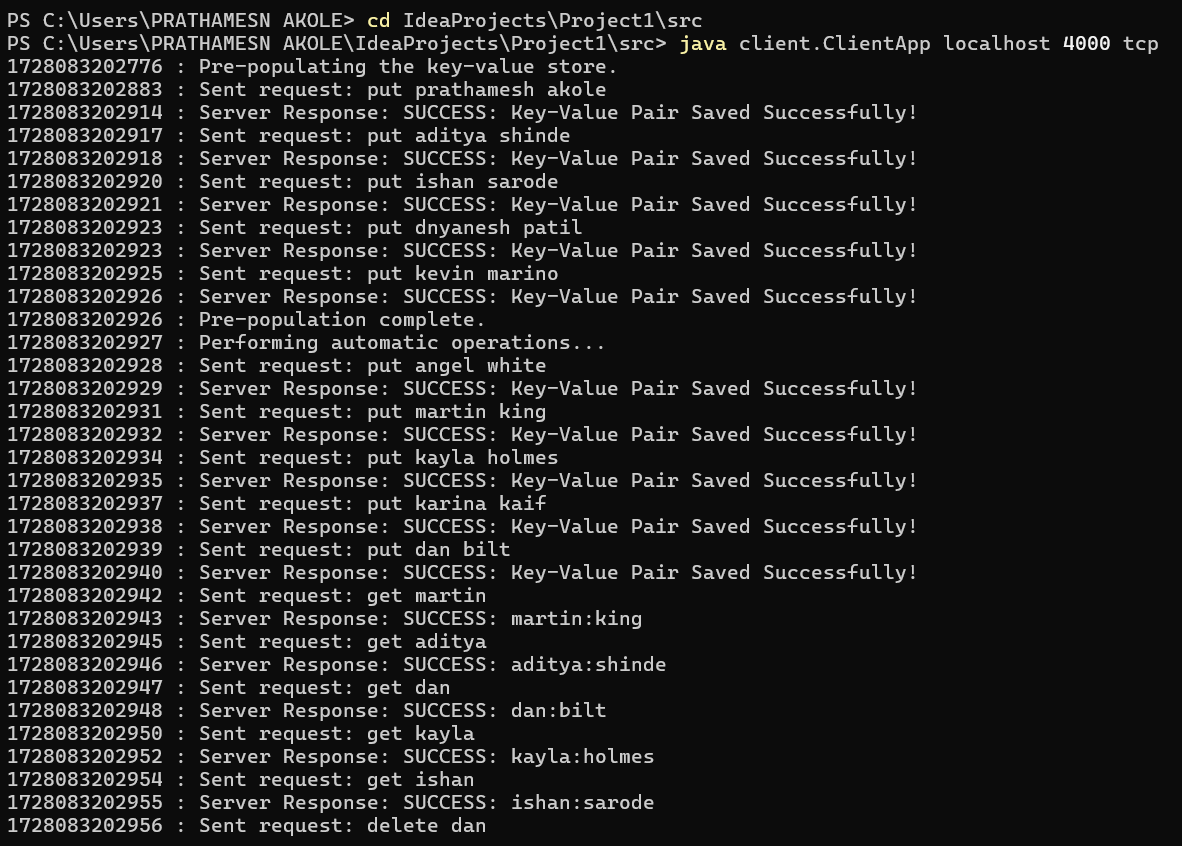 PS C:\Users\PRATHAMESN AKOLE> cd IdeaProjects\Project1\src
PS C:\Users\PRATHAMESN AKOLE\IdeaProjects\Project1\src> java client.ClientApp localhost 4000 tcp
1728083202776 : Pre-populating the key-value store.
1728083202883 : Sent request: put prathamesh akole
1728083202914 : Server Response: SUCCESS: Key-Value Pair Saved Successfully!
1728083202917 : Sent request: put aditya shinde
1728083202918 : Server Response: SUCCESS: Key-Value Pair Saved Successfully!
1728083202920 : Sent request: put ishan sarode
1728083202921 : Server Response: SUCCESS: Key-Value Pair Saved Successfully!
1728083202923 : Sent request: put dnyanesh patil
1728083202923 : Server Response: SUCCESS: Key-Value Pair Saved Successfully!
1728083202925 : Sent request: put kevin marino
1728083202926 : Server Response: SUCCESS: Key-Value Pair Saved Successfully!
1728083202926 : Pre-population complete.
1728083202927 : Performing automatic operations...
1728083202928 : Sent request: put angel white
1728083202929 : Server Response: SUCCESS: Key-Value Pair Saved Successfully!
1728083202931 : Sent request: put martin king
1728083202932 : Server Response: SUCCESS: Key-Value Pair Saved Successfully!
1728083202934 : Sent request: put kayla holmes
1728083202935 : Server Response: SUCCESS: Key-Value Pair Saved Successfully!
1728083202937 : Sent request: put karina kaif
1728083202938 : Server Response: SUCCESS: Key-Value Pair Saved Successfully!
1728083202939 : Sent request: put dan bilt
1728083202940 : Server Response: SUCCESS: Key-Value Pair Saved Successfully!
1728083202942 : Sent request: get martin
1728083202943 : Server Response: SUCCESS: martin:king
1728083202945 : Sent request: get aditya
1728083202946 : Server Response: SUCCESS: aditya:shinde
1728083202947 : Sent request: get dan
1728083202948 : Server Response: SUCCESS: dan:bilt
1728083202950 : Sent request: get kayla
1728083202952 : Server Response: SUCCESS: kayla:holmes
1728083202954 : Sent request: get ishan
1728083202955 : Server Response: SUCCESS: ishan:sarode
1728083202956 : Sent request: delete dan